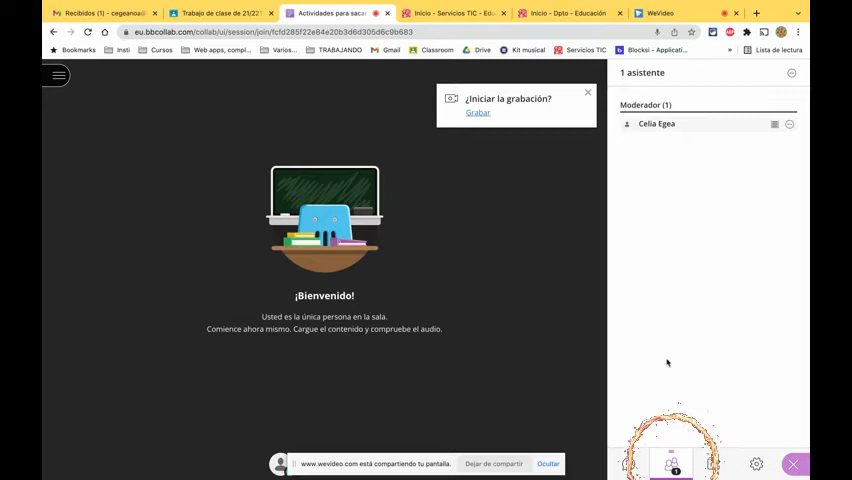 Recibidos (1) - cegeanoa@
Trabajo de clase de 21/22
Actividades para saca
Inicio - Servicios TIC - Edu
Inicio - Dpto - Educación
WeVideo
eu.bbcollab.com/collab/ui/session/join/fcfd285f22e84e20b3d6d305d6c9b683
Bookmarks
Insti
Cursos
Web apps, compl...
Varios...
TRABAJANDO
Gmail
Classroom
Drive
Kit musical
Servicios TIC
Blocksi - Applicati...
»
Lista de lectura
¿Iniciar la grabación?
Grabar
1 asistente
Moderador (1)
Celia Egea
¡Bienvenido!
Usted es la única persona en la sala.
Comience ahora mismo. Cargue el contenido y compruebe el audio.
www.wevideo.com está compartiendo tu pantalla.
Dejar de compartir
Ocultar
1